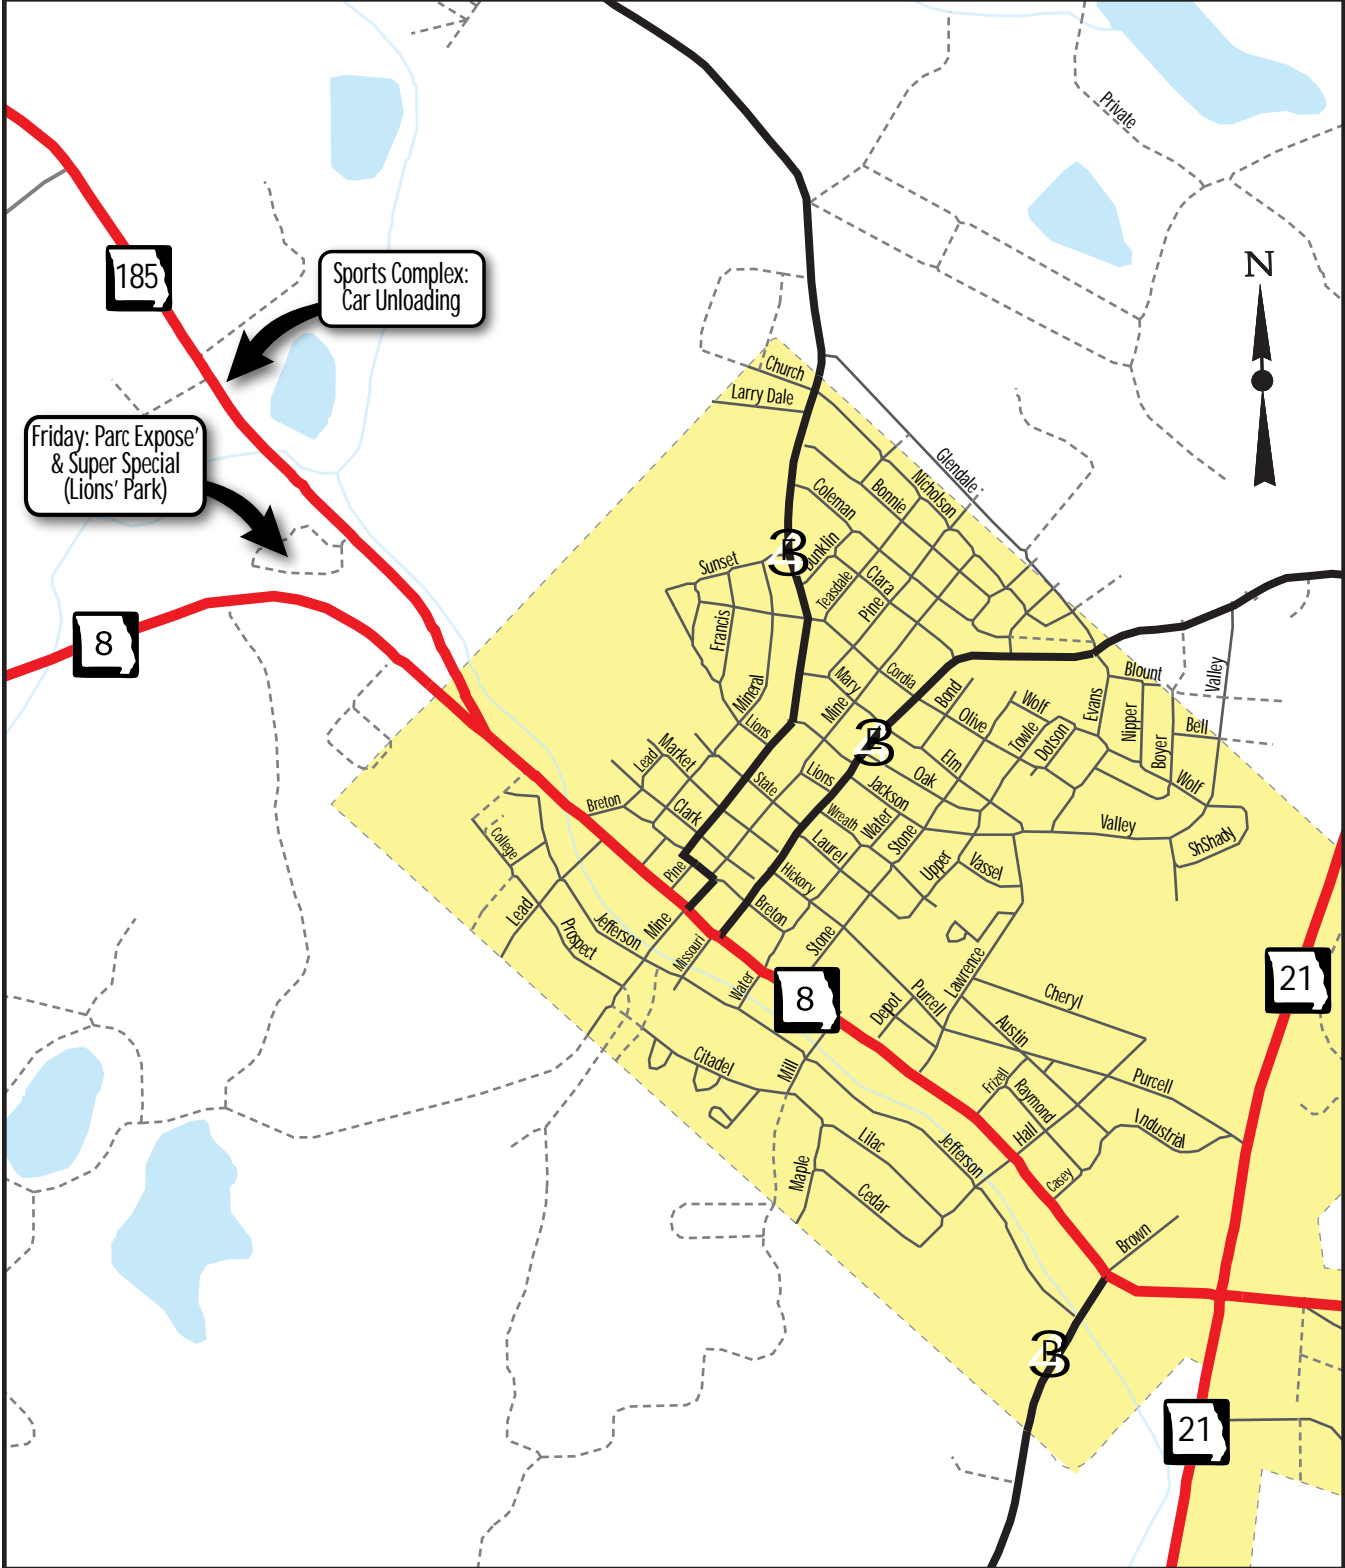 Private
N
185
Sports Complex:
Car Unloading
Church
Larry Dale
Friday: Parc Expose'
& Super Special
(Lions' Park)
Glendale
Nicholson
Bonnie
Coleman
Dunklin
Sunset
Teasdale
Clara
Pine
8
Francis
Mineral
Lions
Mary
Mine
Cordia
Bond
Olive
Wolf
Towle
Dotson
Evans
Blount
Nipper
Boyer
Valley
Bell
Wolf
E
Lead
Market
State
Lions
Jackson
Oak
Elm
Breton
Clark
Wreath
Water
Stone
Valley
ShShady
College
Pine
Laurel
Hickory
Upper
Vassel
Lead
Prospect
Jefferson
Mine
Missouri
Breton
Stone
Water
8
Lawrence
Purcell
Depot
Cheryl
21
Austin
Citadel
Mill
Frizell
Raymond
Purcell
Hall
Industrial
Lilac
Jefferson
Maple
Cedar
Casey
Brown
P
21